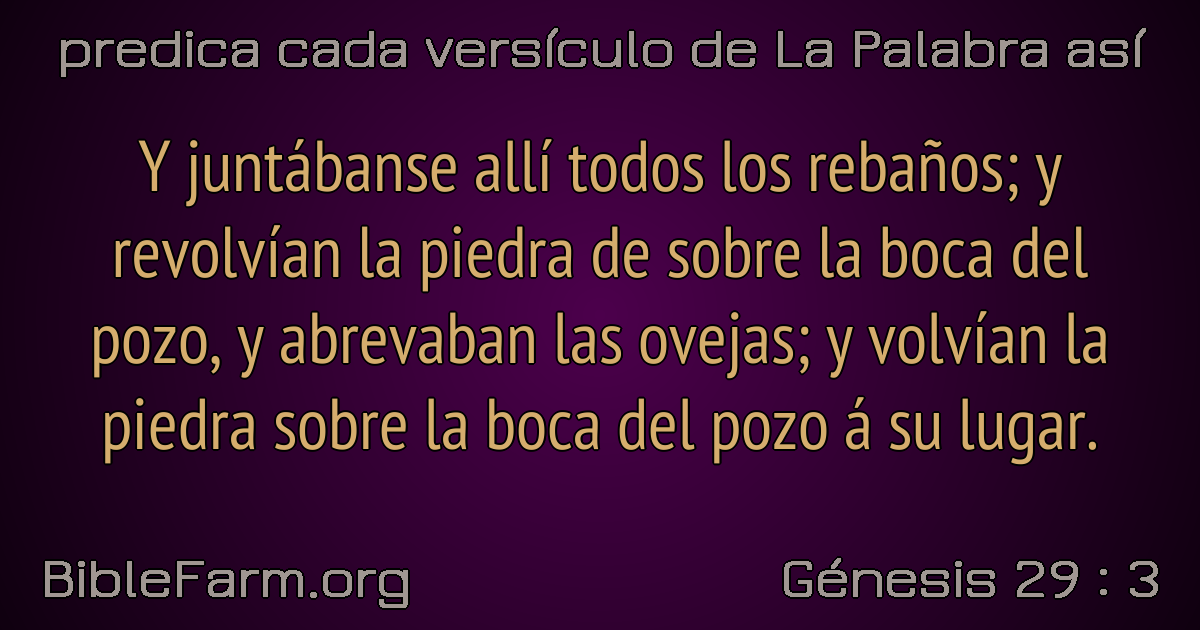 predica cada versículo de La Palabra así
Y juntábanse allí todos los rebaños; y
revolvían la piedra de sobre la boca del
pozo, y abrevaban las ovejas; y volvían la
piedra sobre la boca del pozo á su lugar.
BibleFarm.org
Génesis 29 : 3